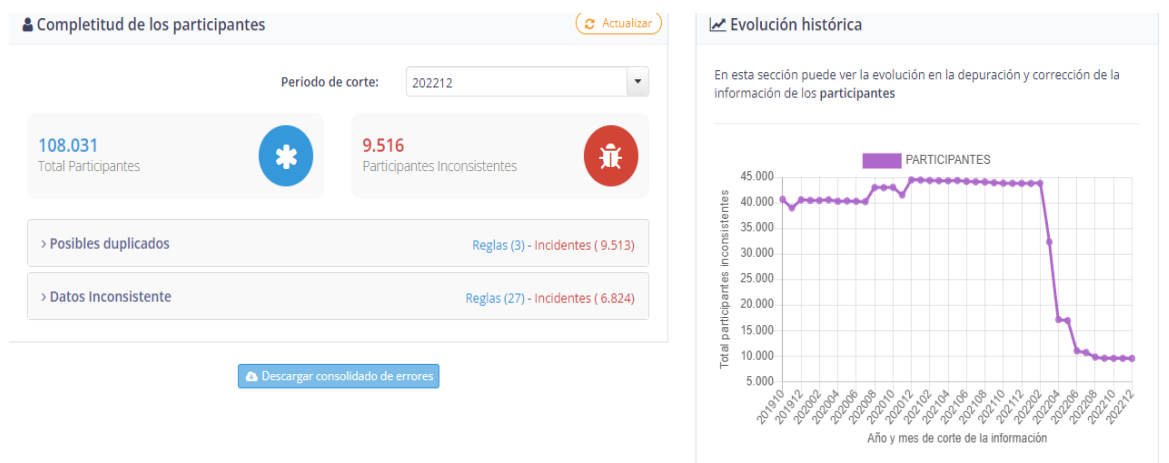 Completitud de los participantes
Actualizar
Periodo de corte:
202212
108.031
Total Participantes
9.516
Participantes Inconsistentes
> Posibles duplicados
Reglas (3) - Incidentes ( 9.513)
> Datos Inconsistente
Reglas (27) - Incidentes ( 6.824)
Descargar consolidado de errores
Evolución histórica
En esta sección puede ver la evolución en la depuración y corrección de la
información de los participantes
PARTICIPANTES
Total participantes inconsistentes
45.000
40.000
35.000
30.000
25.000
20.000
15.000
10.000
5.000
201910
201912
202002
202004
202006
202008
202010
202012
202102
202104
202106
202108
202110
202112
202202
202204
202206
202208
202210
202212
Año y mes de corte de la información